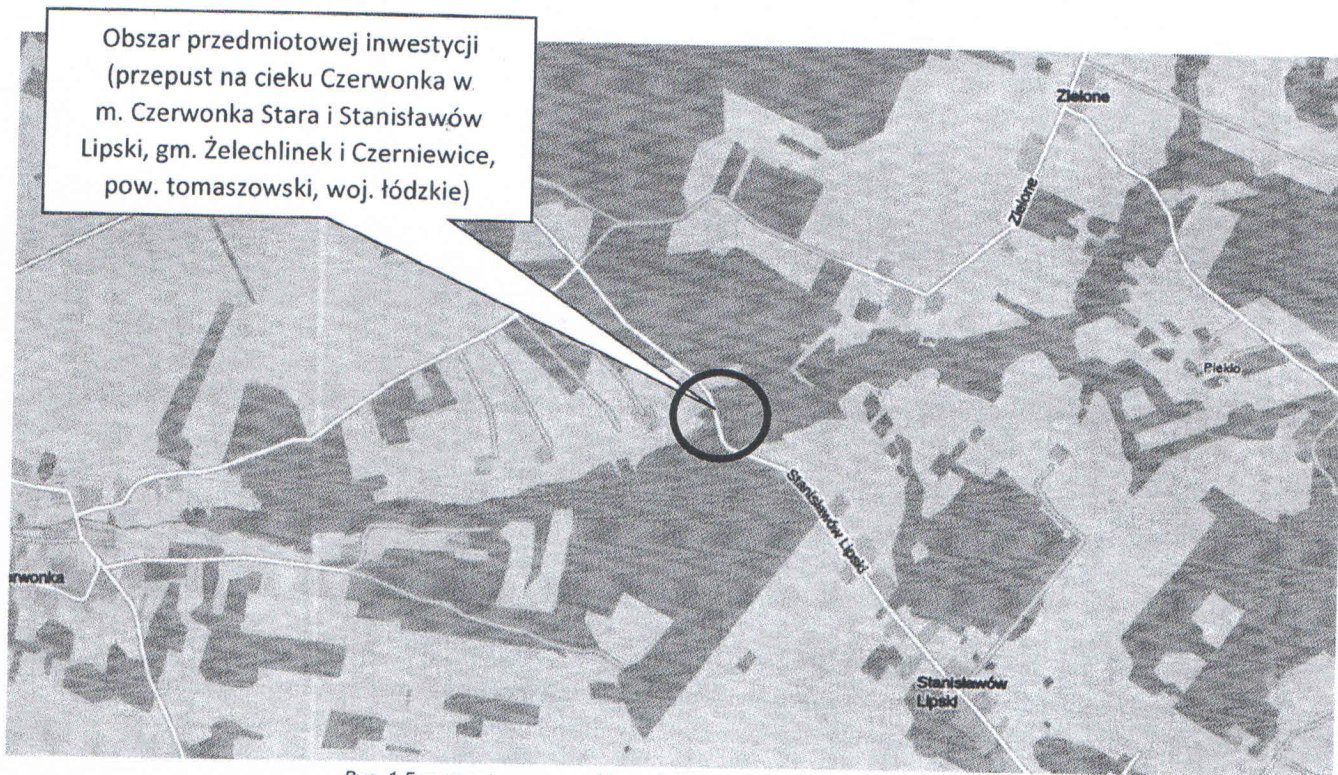 Obszar przedmiotowej inwestycji
(przepust na cieku Czerwonka w
m. Czerwonka Stara i Stanisławów
Lipski, gm. Żelechlinek i Czerniewice,
pow. tomaszowski, woj. łódzkie)
Zielone
Zielone
Piekło
Stanisławów Lipski
erwonka
Stanisławów
Lipski